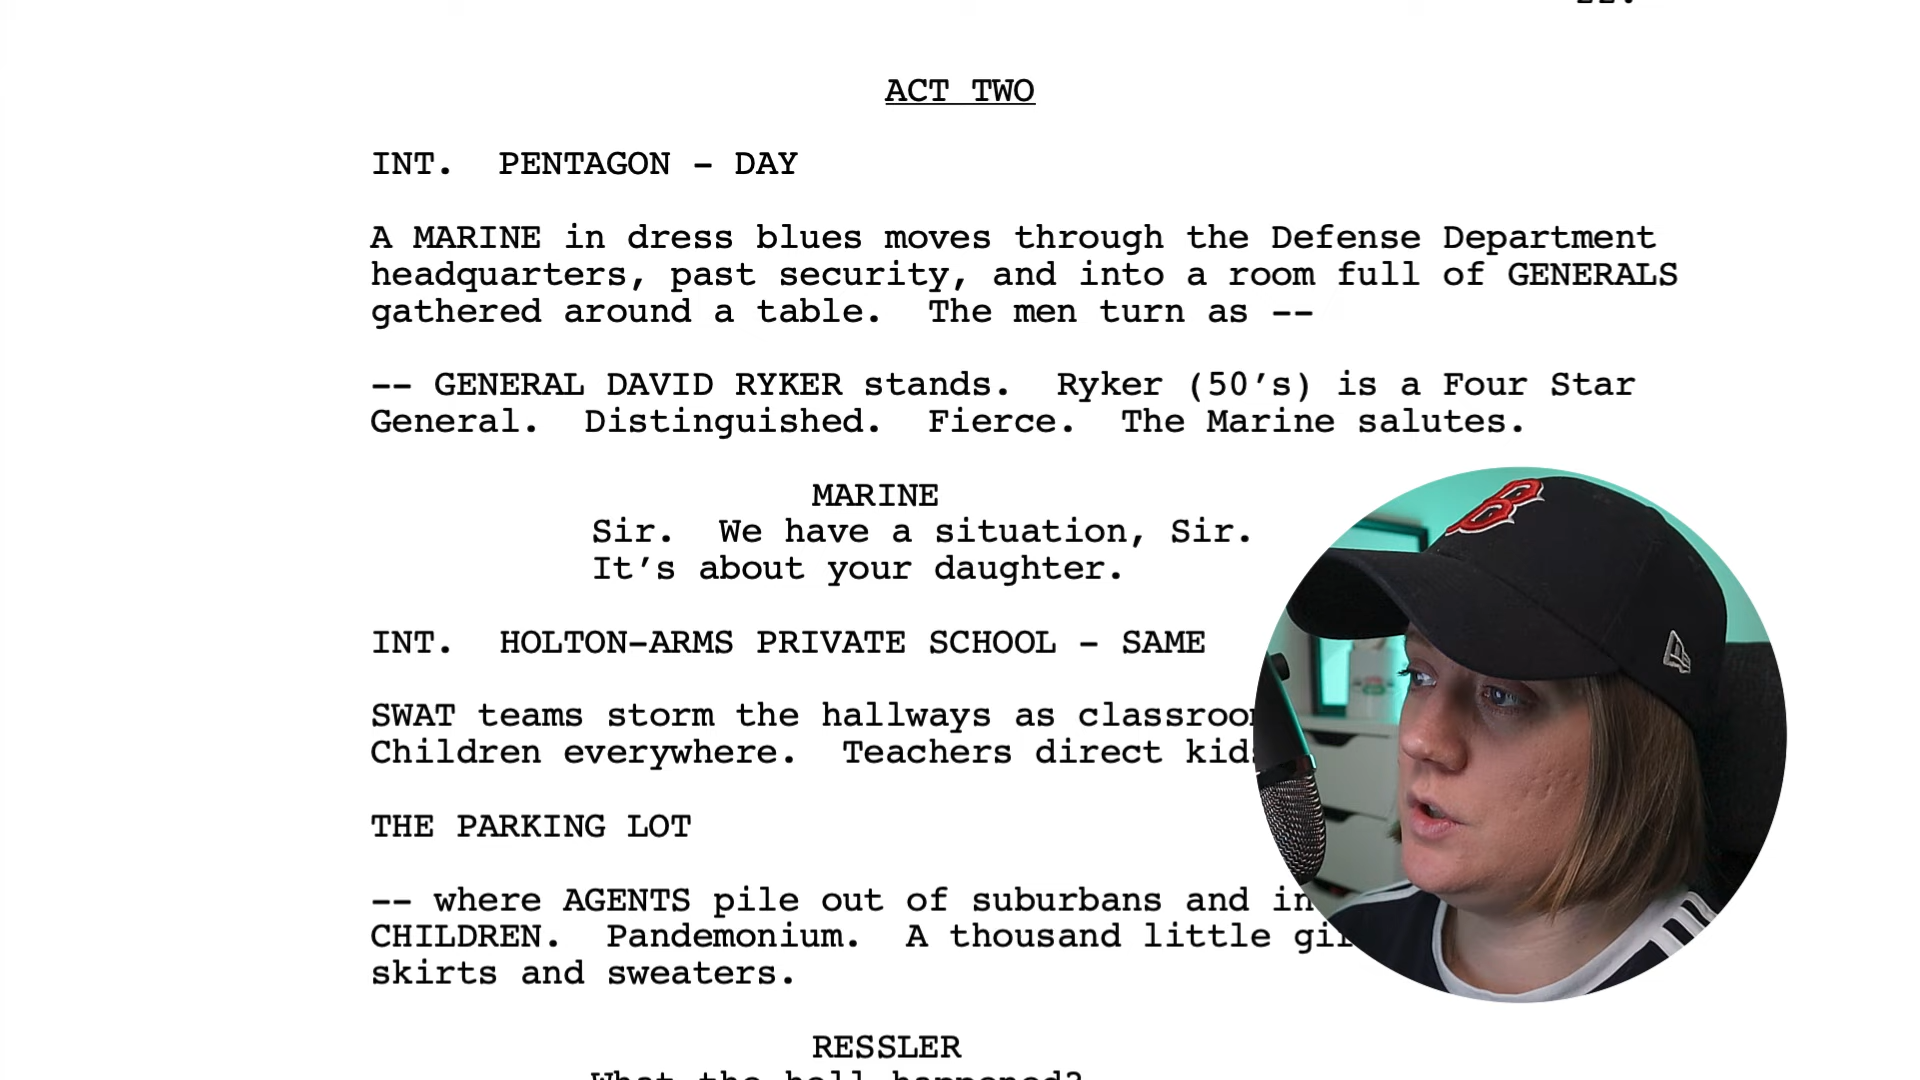 ACT TWO
INT. PENTAGON - DAY
A MARINE in dress blues moves through the Defense Department
headquarters, past security, and into a room full of GENERALS
gathered around a table. The men turn as --
-- GENERAL DAVID RYKER stands. Ryker (50's) is a Four Star
General. Distinguished. Fierce. The Marine salutes.
MARINE
Sir. We have a situation, Sir.
It's about your daughter.
INT. HOLTON-ARMS PRIVATE SCHOOL - SAME
SWAT teams storm the hallways as
Children everywhere. Teachers direct
THE PARKING LOT
-- where AGENTS pile out of suburbans and
CHILDREN. Pandemonium. A thousand little
skirts and sweaters.
RESSLER
What the hell happened?
B